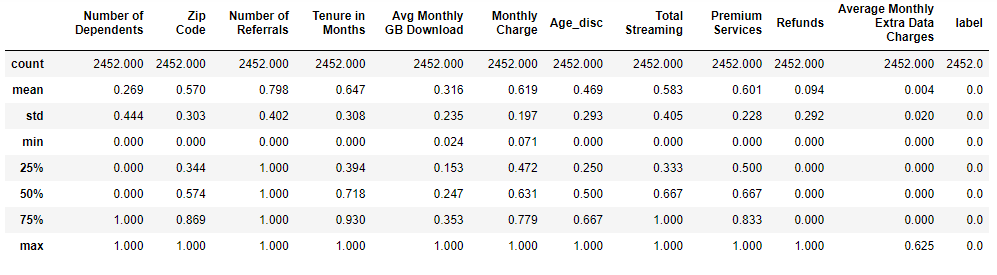 Number of Dependents Zip Code Number of Referrals Tenure in Months Avg Monthly GB Download Monthly Charge Age_disc Total Streaming Premium Services Refunds Average Monthly Extra Data Charges label
count 2452.000 2452.000 2452.000 2452.000 2452.000 2452.000 2452.000 2452.000 2452.000 2452.000 2452.000 2452.0
mean 0.269 0.570 0.798 0.647 0.316 0.619 0.469 0.583 0.601 0.094 0.004 0.0
std 0.444 0.303 0.402 0.308 0.235 0.197 0.293 0.405 0.228 0.292 0.020 0.0
min 0.000 0.000 0.000 0.000 0.024 0.071 0.000 0.000 0.000 0.000 0.000 0.0
25% 0.000 0.344 1.000 0.394 0.153 0.472 0.250 0.333 0.500 0.000 0.000 0.0
50% 0.000 0.574 1.000 0.718 0.247 0.631 0.500 0.667 0.667 0.000 0.000 0.0
75% 1.000 0.869 1.000 0.930 0.353 0.779 0.667 1.000 0.833 0.000 0.000 0.0
max 1.000 1.000 1.000 1.000 1.000 1.000 1.000 1.000 1.000 1.000 0.625 0.0